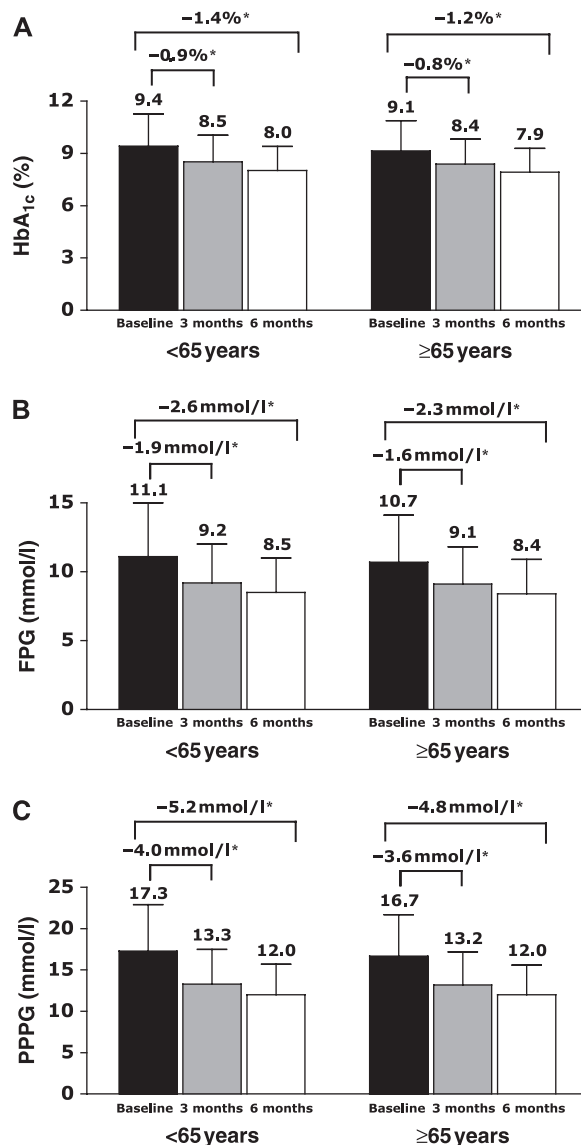 A
−1.4%*
−1.2%*
−0.9%*
−0.8%*
HbA1c (%)
12
9
6
3
0
9.4
8.5
8.0
9.1
8.4
7.9
Baseline 3 months 6 months
Baseline 3 months 6 months
<65 years
≥65 years
B
−2.6 mmol/l*
−2.3 mmol/l*
−1.9 mmol/l*
−1.6 mmol/l*
FPG (mmol/l)
15
10
5
0
11.1
9.2
8.5
10.7
9.1
8.4
Baseline 3 months 6 months
Baseline 3 months 6 months
<65 years
≥65 years
C
−5.2 mmol/l*
−4.8 mmol/l*
−4.0 mmol/l*
−3.6 mmol/l*
PPPG (mmol/l)
25
20
15
10
5
0
17.3
13.3
12.0
16.7
13.2
12.0
Baseline 3 months 6 months
Baseline 3 months 6 months
<65 years
≥65 years